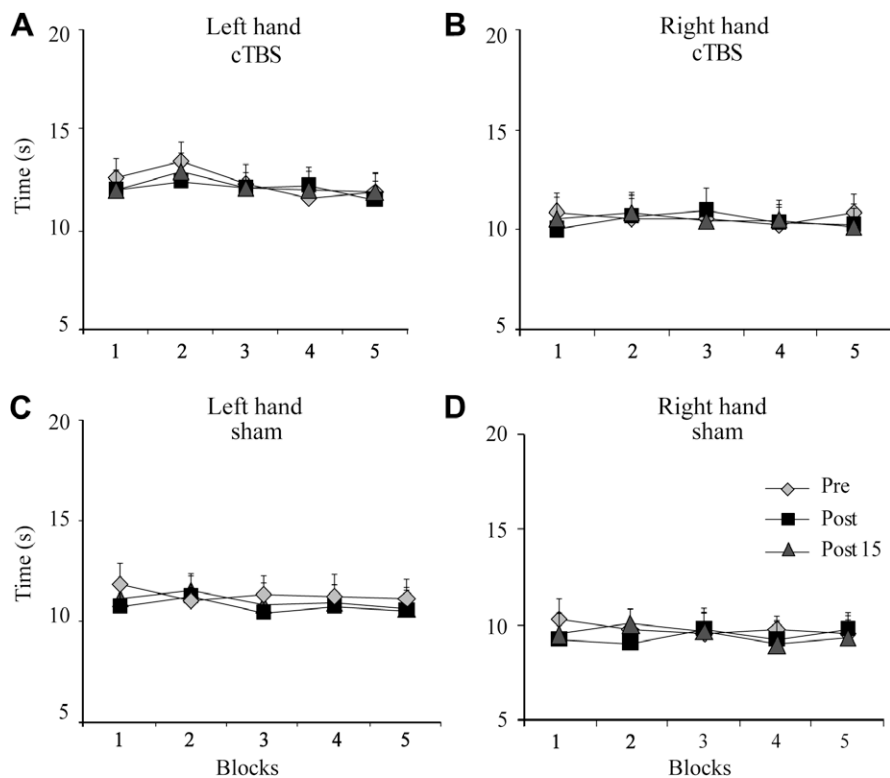 A
Left hand
cTBS
20
15
10
5
Time (s)
1 2 3 4 5
B
Right hand
cTBS
20
15
10
5
1 2 3 4 5
C
Left hand
sham
20
15
10
5
Time (s)
1 2 3 4 5
Blocks
D
Right hand
sham
20
15
10
5
Pre
Post
Post 15
1 2 3 4 5
Blocks